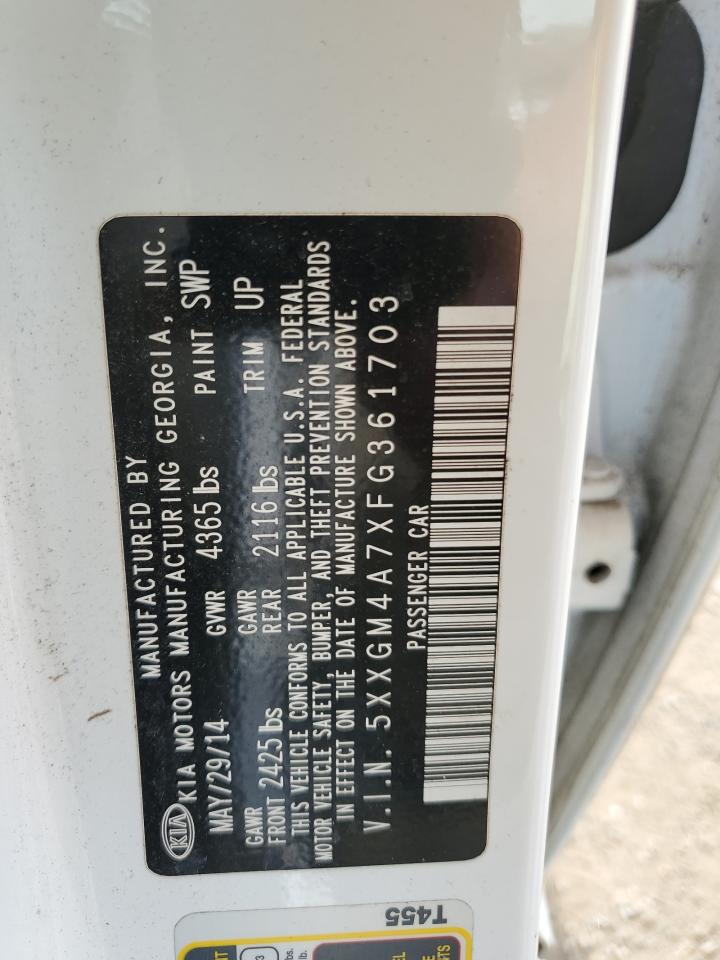 MANUFACTURED BY
KIA KIA MOTORS MANUFACTURING GEORGIA, INC.
MAY/29/14 GVWR 4365 lbs PAINT SWP
GAWR GAWR
FRONT 2425 lbs REAR 2116 lbs TRIM UP
THIS VEHICLE CONFORMS TO ALL APPLICABLE U.S.A. FEDERAL
MOTOR VEHICLE SAFETY, BUMPER, AND THEFT PREVENTION STANDARDS
IN EFFECT ON THE DATE OF MANUFACTURE SHOWN ABOVE.
V.I.N. 5XXGM4A7XFG361703
PASSENGER CAR
T455